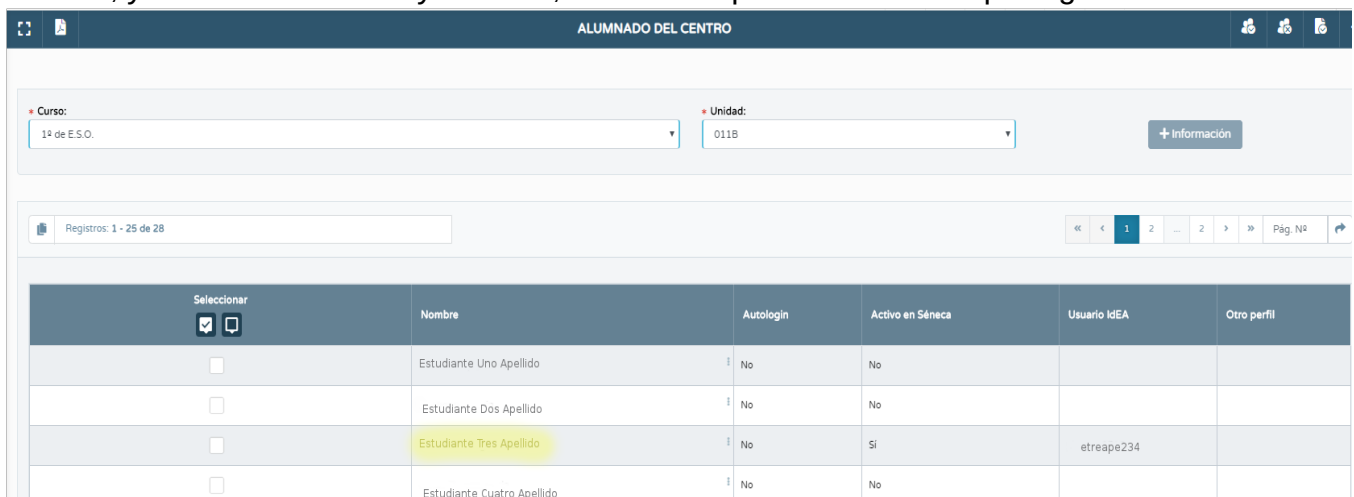 ALUMNADO DEL CENTRO
* Curso:
* Unidad:
1º de E.S.O.
011B
+ Información
Registros: 1 - 25 de 28
« ‹ 1 2 ... 2 › » Pág. Nº
Seleccionar
Nombre Autologin Activo en Séneca Usuario IdEA Otro perfil
Estudiante Uno Apellido No No
Estudiante Dos Apellido No No
Estudiante Tres Apellido No Sí etreape234
Estudiante Cuatro Apellido No No